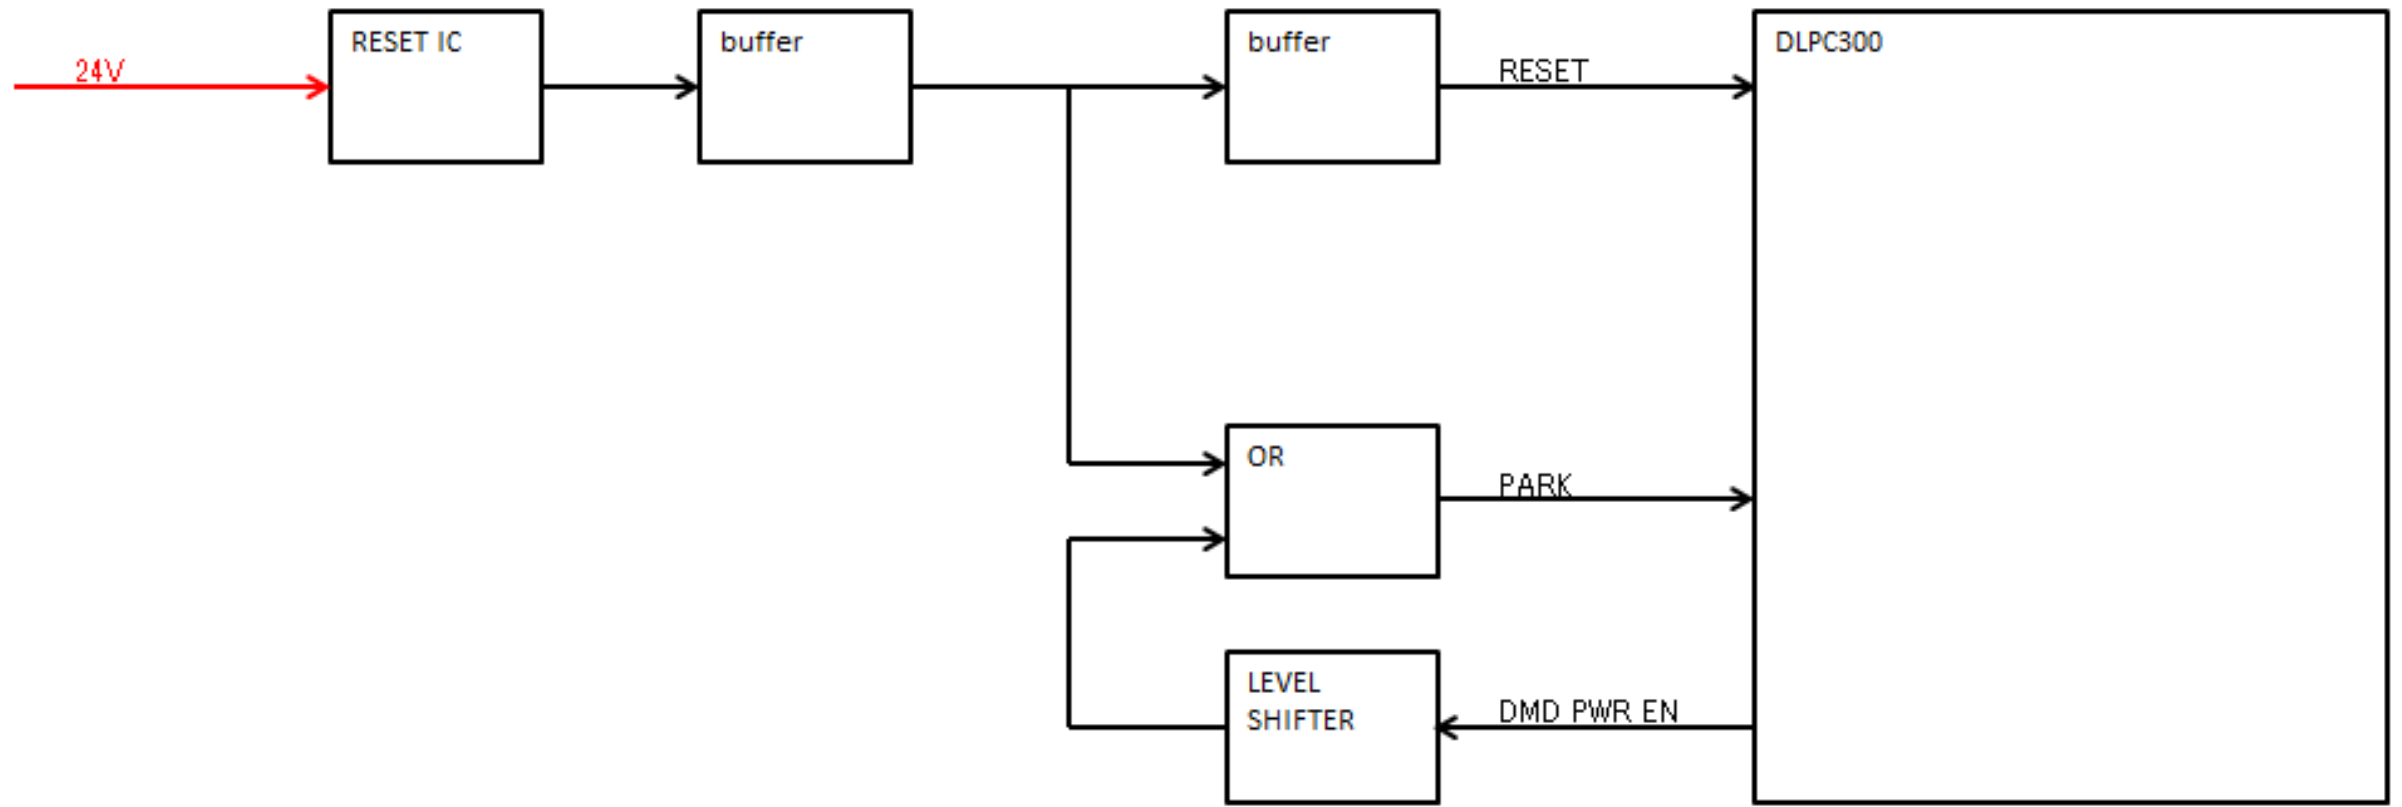 24V
RESET IC
buffer
buffer
RESET
DLPC300
OR
PARK
LEVEL
SHIFTER
DMD PWR EN